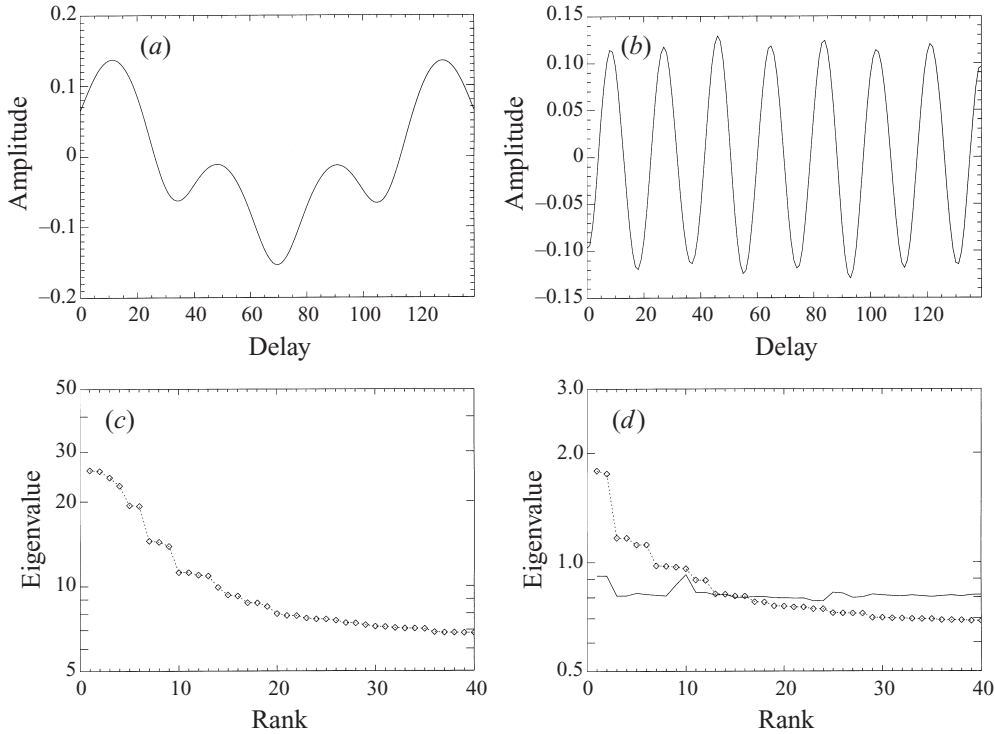 0.2
(a)
0.1
0
–0.1
–0.2
Amplitude
0 20 40 60 80 100 120
Delay
0.15
(b)
0.10
0.05
0
–0.05
–0.10
–0.15
Amplitude
0 20 40 60 80 100 120
Delay
50
(c)
30
20
10
5
Eigenvalue
0 10 20 30 40
Rank
3.0
(d)
2.0
1.0
0.5
Eigenvalue
0 10 20 30 40
Rank